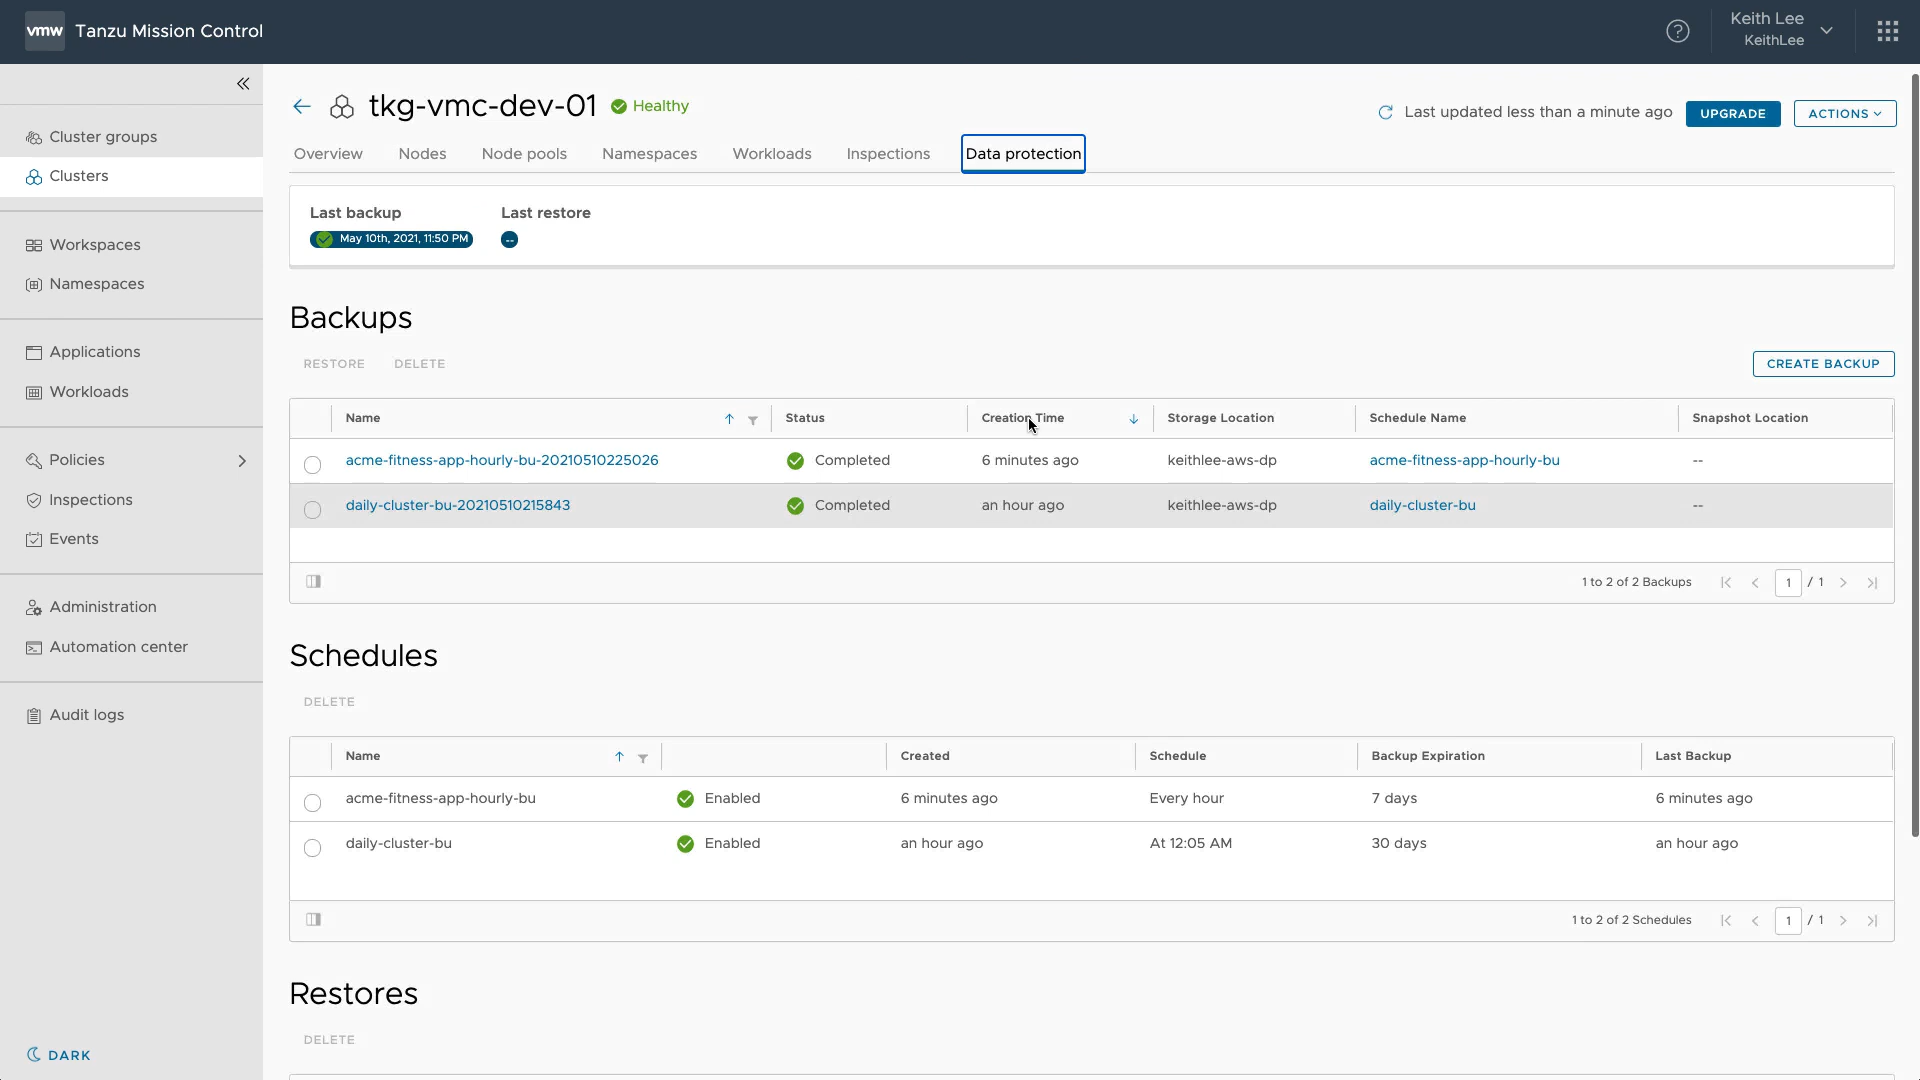 vmw Tanzu Mission Control
Keith Lee
KeithLee
Cluster groups
Clusters
Workspaces
Namespaces
Applications
Workloads
Policies
Inspections
Events
Administration
Automation center
Audit logs
DARK
tkg-vmc-dev-01 Healthy
Last updated less than a minute ago UPGRADE ACTIONS
Overview Nodes Node pools Namespaces Workloads Inspections Data protection
Last backup Last restore
May 10th, 2021, 11:50 PM --
Backups
RESTORE DELETE CREATE BACKUP
Name Status Creation Time Storage Location Schedule Name Snapshot Location
acme-fitness-app-hourly-bu-20210510225026 Completed 6 minutes ago keithlee-aws-dp acme-fitness-app-hourly-bu --
daily-cluster-bu-20210510215843 Completed an hour ago keithlee-aws-dp daily-cluster-bu --
1 to 2 of 2 Backups 1 / 1
Schedules
DELETE
Name Created Schedule Backup Expiration Last Backup
acme-fitness-app-hourly-bu Enabled 6 minutes ago Every hour 7 days 6 minutes ago
daily-cluster-bu Enabled an hour ago At 12:05 AM 30 days an hour ago
1 to 2 of 2 Schedules 1 / 1
Restores
DELETE